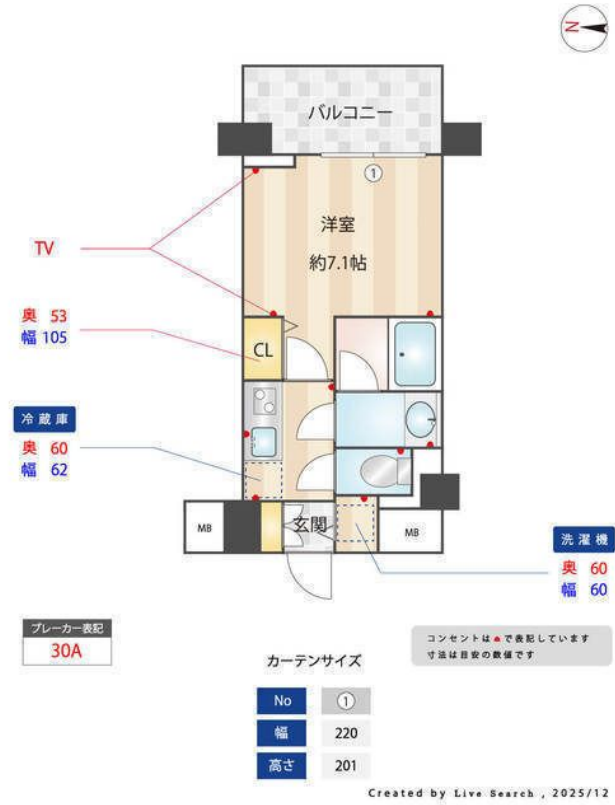 N
バルコニー
①
洋室
約7.1帖
TV
奥 53
幅 105
CL
冷蔵庫
奥 60
幅 62
MB
玄関
MB
洗濯機
奥 60
幅 60
ブレーカー表記
30A
コンセントは で表記しています
寸法は目安の数値です
カーテンサイズ
No ①
幅 220
高さ 201
Created by Live Search , 2025/12